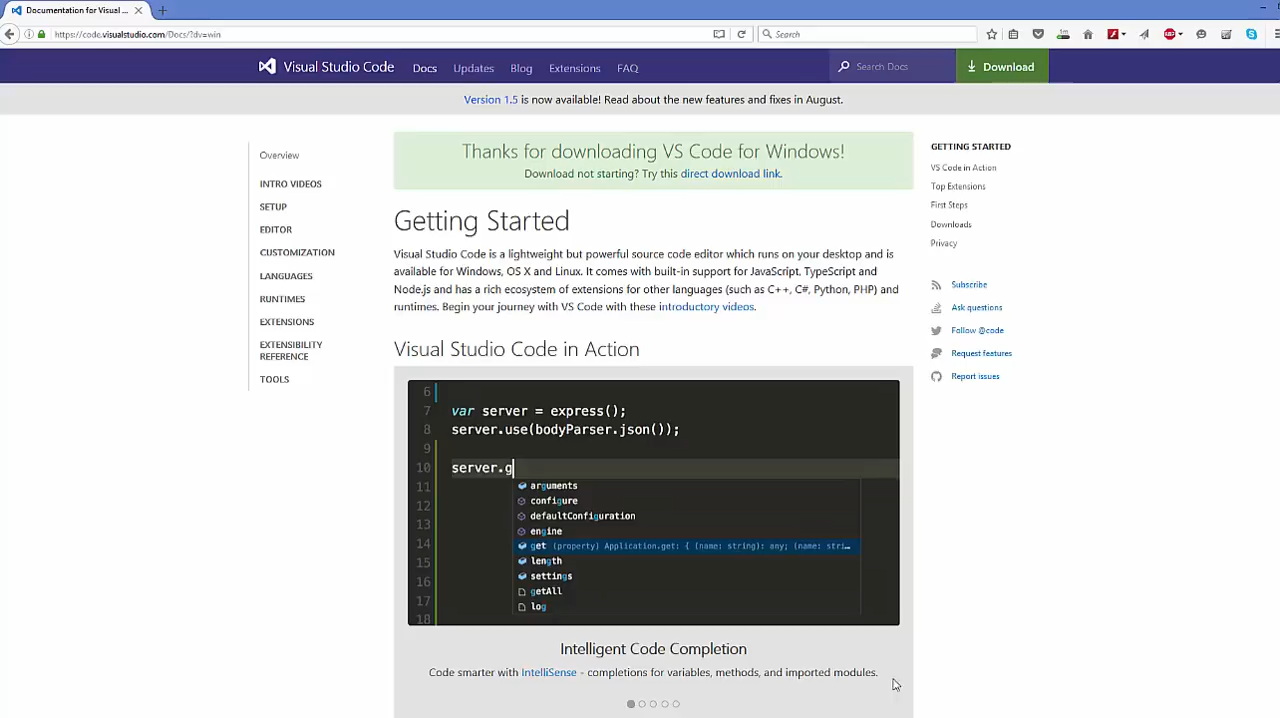 Documentation for Visual ...
https://code.visualstudio.com/Docs/?dv=win
Search
Visual Studio Code
Docs
Updates
Blog
Extensions
FAQ
Search Docs
Download
Version 1.5 is now available! Read about the new features and fixes in August.
Overview
INTRO VIDEOS
SETUP
EDITOR
CUSTOMIZATION
LANGUAGES
RUNTIMES
EXTENSIONS
EXTENSIBILITY
REFERENCE
TOOLS
Thanks for downloading VS Code for Windows!
Download not starting? Try this direct download link.
Getting Started
Visual Studio Code is a lightweight but powerful source code editor which runs on your desktop and is
available for Windows, OS X and Linux. It comes with built-in support for JavaScript, TypeScript and
Node.js and has a rich ecosystem of extensions for other languages (such as C++, C#, Python, PHP) and
runtimes. Begin your journey with VS Code with these introductory videos.
Visual Studio Code in Action
6
7 var server = express();
8 server.use(bodyParser.json());
9
10 server.g
11 arguments
12 configure
defaultConfiguration
13 engine
14 get (property) Application.get: { (name: string): any; (name: stri…
15 length
16 settings
17 getAll
log
18
Intelligent Code Completion
Code smarter with IntelliSense - completions for variables, methods, and imported modules.
GETTING STARTED
VS Code in Action
Top Extensions
First Steps
Downloads
Privacy
Subscribe
Ask questions
Follow @code
Request features
Report issues